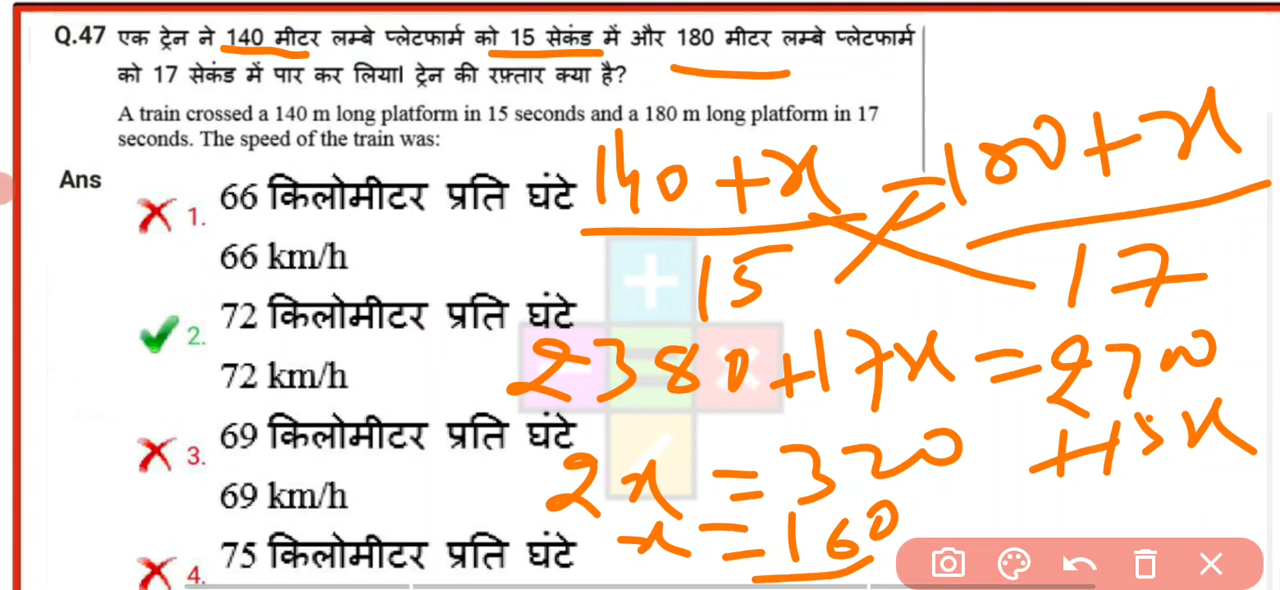 Q.47 एक ट्रेन ने 140 मीटर लम्बे प्लेटफार्म को 15 सेकंड में और 180 मीटर लम्बे प्लेटफार्म
को 17 सेकंड में पार कर लिया। ट्रेन की रफ़्तार क्या है?
A train crossed a 140 m long platform in 15 seconds and a 180 m long platform in 17
seconds. The speed of the train was:
Ans
1. 66 किलोमीटर प्रति घंटे
66 km/h
2. 72 किलोमीटर प्रति घंटे
72 km/h
3. 69 किलोमीटर प्रति घंटे
69 km/h
4. 75 किलोमीटर प्रति घंटे
140 + x = 180 + x
15 17
2380 + 17x = 2700
+15x
2x = 320
x = 160